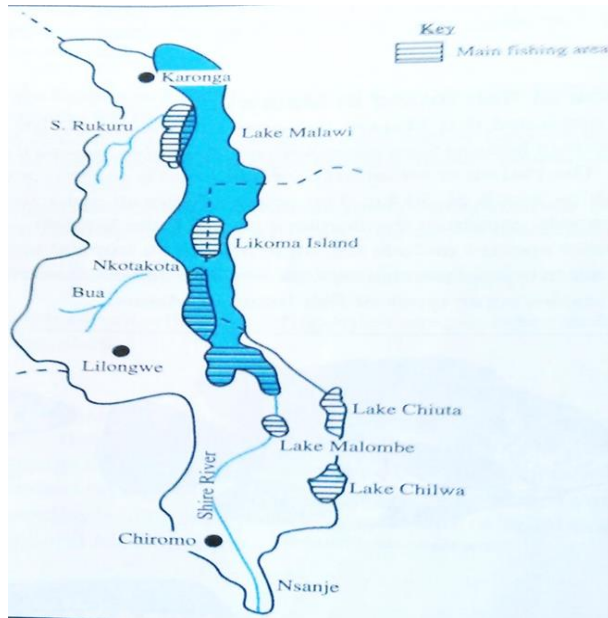 Key
Main fishing area
Karonga
S. Rukuru
Lake Malawi
Likoma Island
Nkotakota
Bua
Lilongwe
Lake Chiuta
Lake Malombe
Shire River
Lake Chilwa
Chiromo
Nsanje